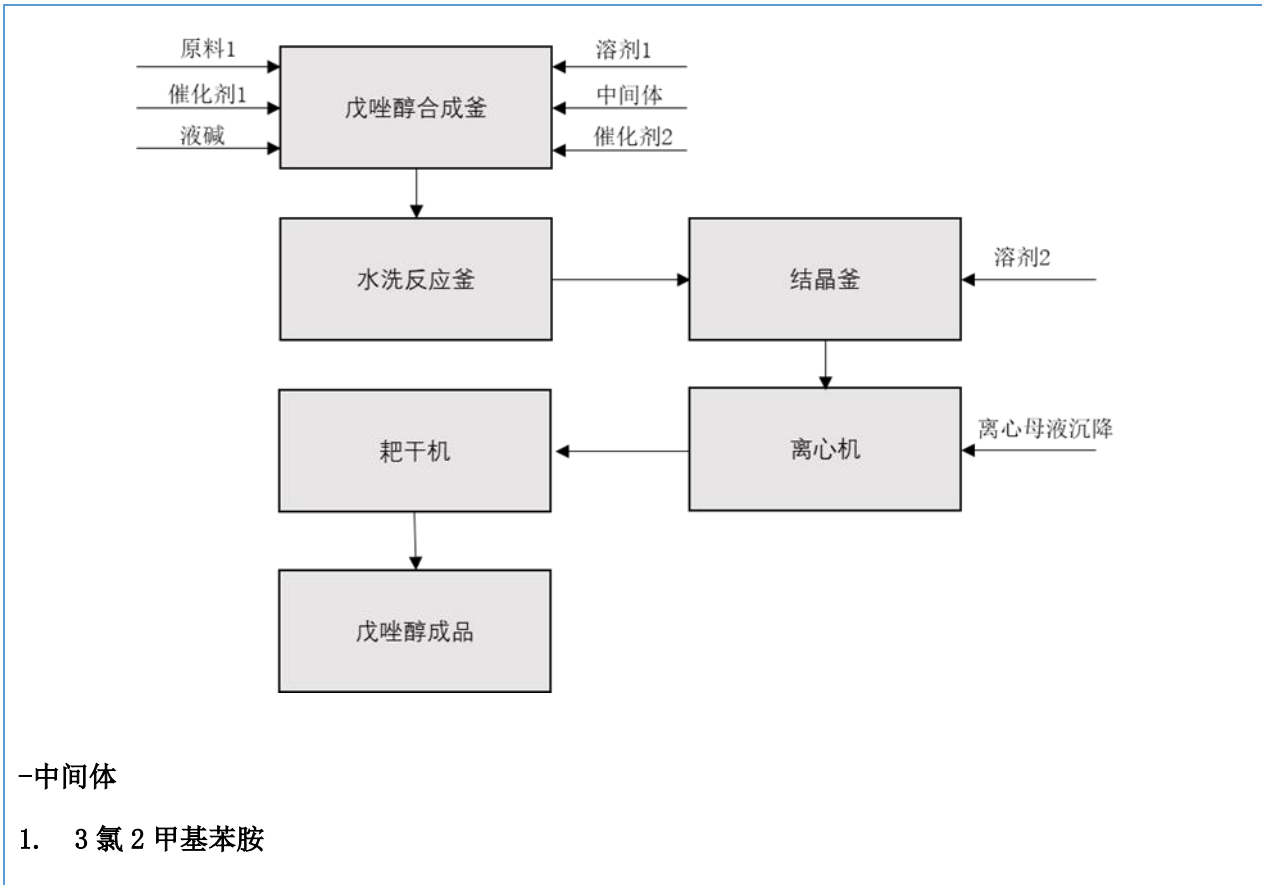 原料1
溶剂1
催化剂1
戊唑醇合成釜
中间体
液碱
催化剂2
水洗反应釜
结晶釜
溶剂2
耙干机
离心机
离心母液沉降
戊唑醇成品
-中间体
1. 3氯2甲基苯胺